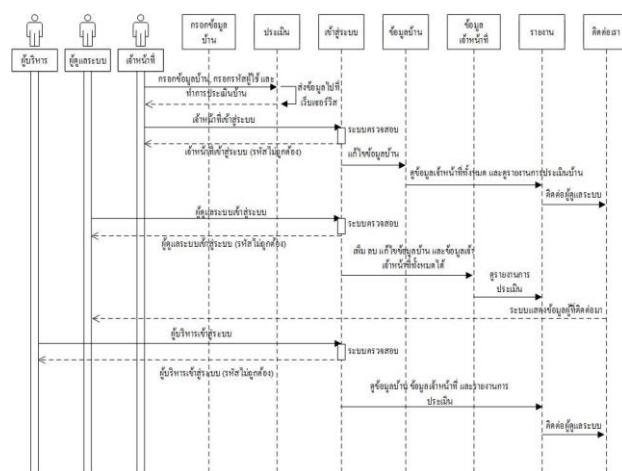 กรอกข้อมูล
บ้าน
ประเมิน
เข้าสู่ระบบ
ข้อมูลบ้าน
ข้อมูล
เจ้าหน้าที่
รายงาน
ติดต่อเรา
ผู้บริหาร
ผู้ดูแลระบบ
เจ้าหน้าที่
กรอกข้อมูลบ้าน, กรอกรหัสผู้ใช้ และ
ทำการประเมินบ้าน
ส่งข้อมูลไปที่
เว็บเซอร์วิส
เจ้าหน้าที่เข้าสู่ระบบ
ระบบตรวจสอบ
เจ้าหน้าที่เข้าสู่ระบบ (รหัสไม่ถูกต้อง)
แก้ไขข้อมูลบ้าน
ดูข้อมูลเจ้าหน้าที่ทั้งหมด และดูรายงานการประเมินบ้าน
ติดต่อผู้ดูแลระบบ
ผู้ดูแลระบบเข้าสู่ระบบ
ระบบตรวจสอบ
ผู้ดูแลระบบเข้าสู่ระบบ (รหัสไม่ถูกต้อง)
เพิ่ม ลบ แก้ไขข้อมูลบ้าน และข้อมูลเจ้า
เจ้าหน้าที่ทั้งหมดได้
ดูรายงานการ
ประเมิน
ระบบแสดงข้อมูลผู้ที่ติดต่อมา
ผู้บริหารเข้าสู่ระบบ
ระบบตรวจสอบ
ผู้บริหารเข้าสู่ระบบ (รหัสไม่ถูกต้อง)
ดูข้อมูลบ้าน ข้อมูลเจ้าหน้าที่ และรายงานการ
ประเมิน
ติดต่อผู้ดูแลระบบ